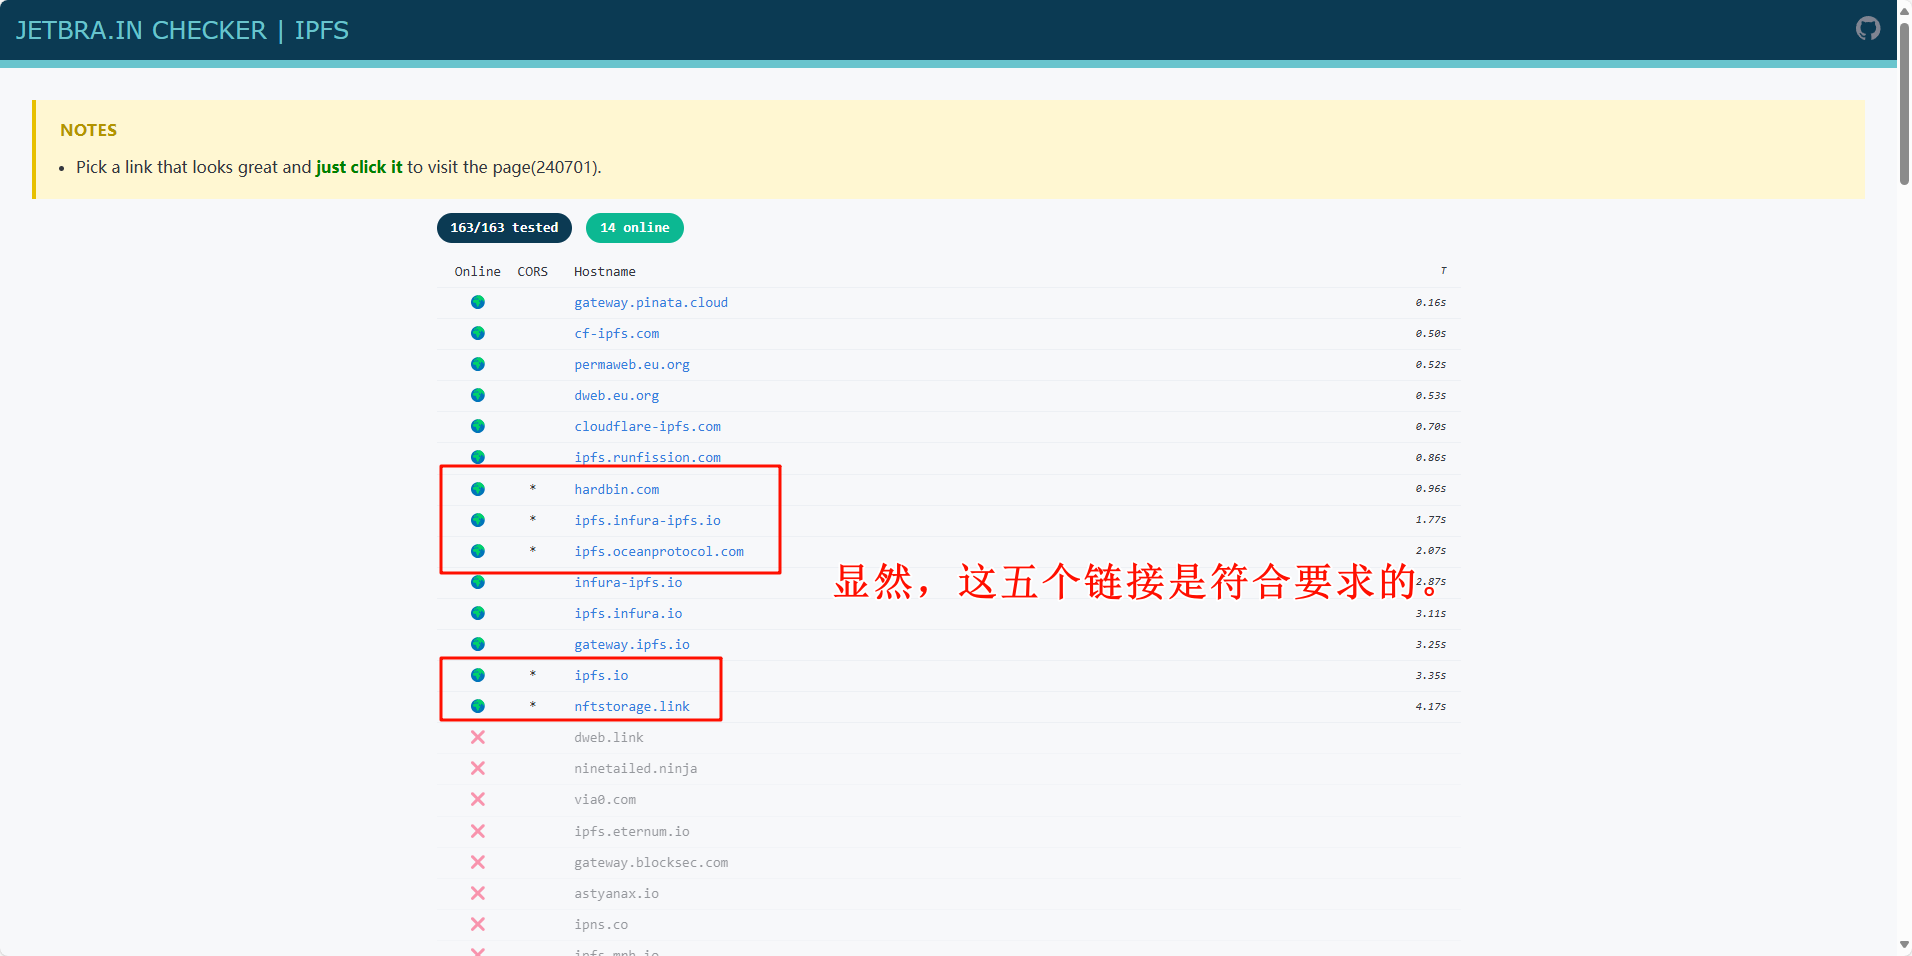 JETBRA.IN CHECKER | IPFS
NOTES
• Pick a link that looks great and just click it to visit the page(240701).
163/163 tested 14 online
Online CORS Hostname T
gateway.pinata.cloud 0.16s
cf-ipfs.com 0.50s
permaweb.eu.org 0.52s
dweb.eu.org 0.53s
cloudflare-ipfs.com 0.70s
ipfs.runfission.com 0.86s
* hardbin.com 0.96s
* ipfs.infura-ipfs.io 1.77s
* ipfs.oceanprotocol.com 2.07s
显然，这五个链接是符合要求的。
infura-ipfs.io 2.87s
ipfs.infura.io 3.11s
gateway.ipfs.io 3.25s
* ipfs.io 3.35s
* nftstorage.link 4.17s
dweb.link
ninetailed.ninja
via0.com
ipfs.eternum.io
gateway.blocksec.com
astyanax.io
ipns.co